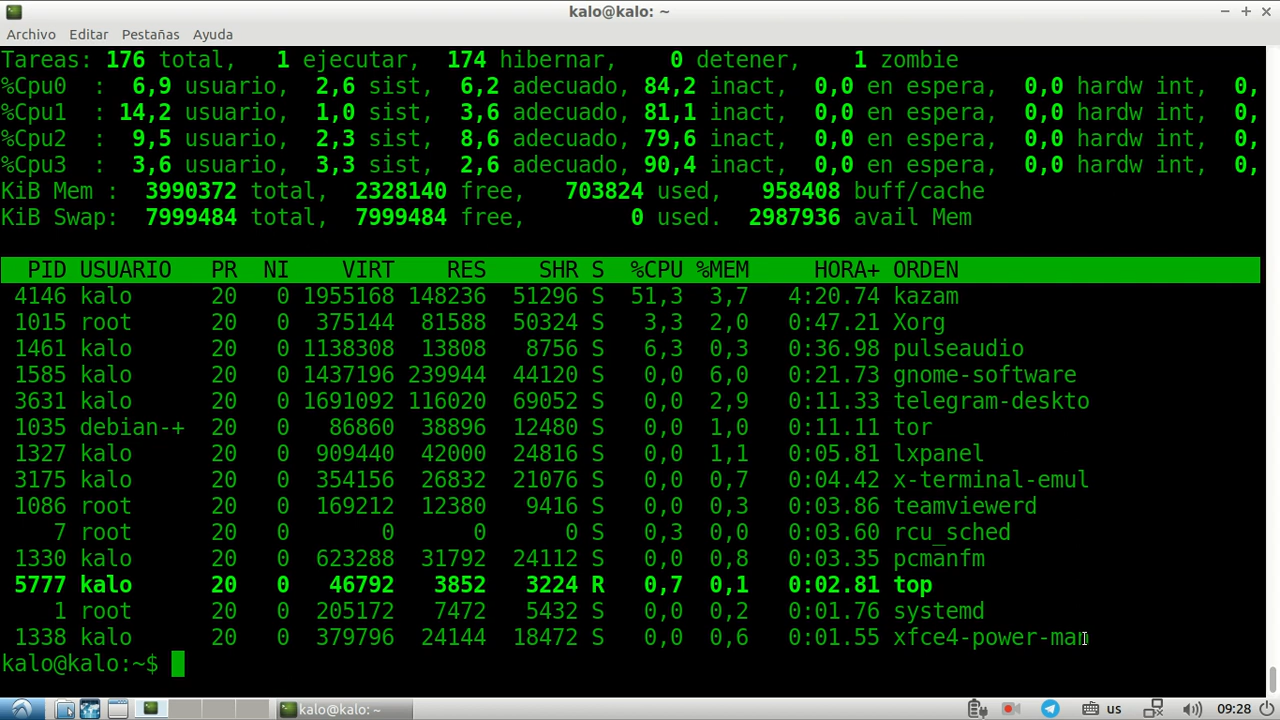 kalo@kalo: ~
Archivo Editar Pestañas Ayuda
Tareas: 176 total, 1 ejecutar, 174 hibernar, 0 detener, 1 zombie
%Cpu0 : 6,9 usuario, 2,6 sist, 6,2 adecuado, 84,2 inact, 0,0 en espera, 0,0 hardw int, 0,
%Cpu1 : 14,2 usuario, 1,0 sist, 3,6 adecuado, 81,1 inact, 0,0 en espera, 0,0 hardw int, 0,
%Cpu2 : 9,5 usuario, 2,3 sist, 8,6 adecuado, 79,6 inact, 0,0 en espera, 0,0 hardw int, 0,
%Cpu3 : 3,6 usuario, 3,3 sist, 2,6 adecuado, 90,4 inact, 0,0 en espera, 0,0 hardw int, 0,
KiB Mem : 3990372 total, 2328140 free, 703824 used, 958408 buff/cache
KiB Swap: 7999484 total, 7999484 free, 0 used. 2987936 avail Mem
PID USUARIO PR NI VIRT RES SHR S %CPU %MEM HORA+ ORDEN
4146 kalo 20 0 1955168 148236 51296 S 51,3 3,7 4:20.74 kazam
1015 root 20 0 375144 81588 50324 S 3,3 2,0 0:47.21 Xorg
1461 kalo 20 0 1138308 13808 8756 S 6,3 0,3 0:36.98 pulseaudio
1585 kalo 20 0 1437196 239944 44120 S 0,0 6,0 0:21.73 gnome-software
3631 kalo 20 0 1691092 116020 69052 S 0,0 2,9 0:11.33 telegram-deskto
1035 debian-+ 20 0 86860 38896 12480 S 0,0 1,0 0:11.11 tor
1327 kalo 20 0 909440 42000 24816 S 0,0 1,1 0:05.81 lxpanel
3175 kalo 20 0 354156 26832 21076 S 0,0 0,7 0:04.42 x-terminal-emul
1086 root 20 0 169212 12380 9416 S 0,0 0,3 0:03.86 teamviewerd
7 root 20 0 0 0 0 S 0,3 0,0 0:03.60 rcu_sched
1330 kalo 20 0 623288 31792 24112 S 0,0 0,8 0:03.35 pcmanfm
5777 kalo 20 0 46792 3852 3224 R 0,7 0,1 0:02.81 top
1 root 20 0 205172 7472 5432 S 0,0 0,2 0:01.76 systemd
1338 kalo 20 0 379796 24144 18472 S 0,0 0,6 0:01.55 xfce4-power-man
kalo@kalo:~$
kalo@kalo: ~ us 09:28